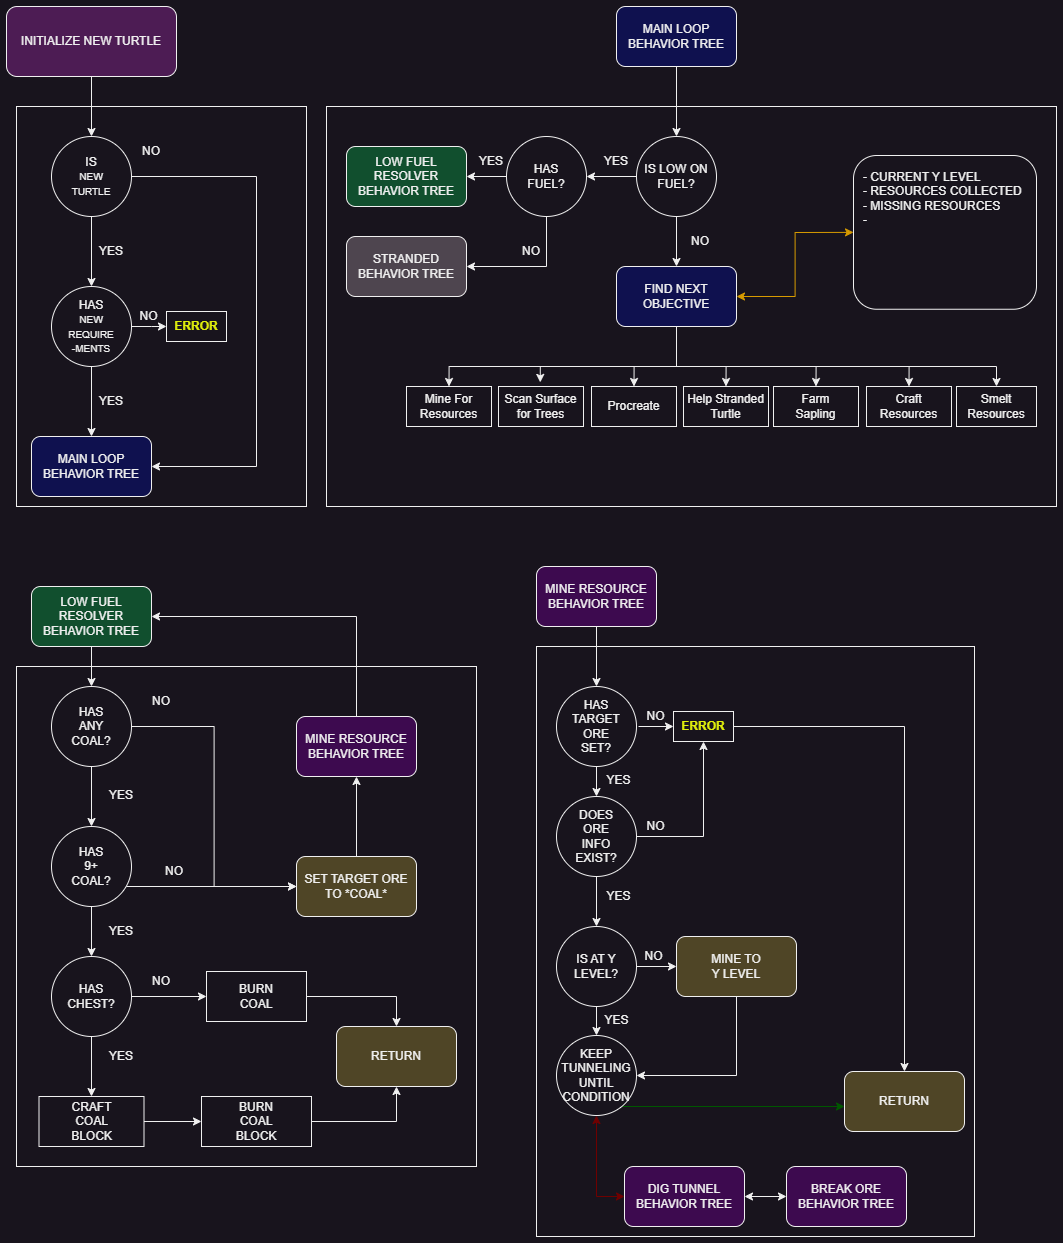 INITIALIZE NEW TURTLE
IS
NEW
TURTLE
NO
YES
HAS
NEW
REQUIRE
-MENTS
NO
ERROR
YES
MAIN LOOP
BEHAVIOR TREE
MAIN LOOP
BEHAVIOR TREE
LOW FUEL
RESOLVER
BEHAVIOR TREE
YES
HAS
FUEL?
YES
IS LOW ON
FUEL?
NO
STRANDED
BEHAVIOR TREE
NO
FIND NEXT
OBJECTIVE
- CURRENT Y LEVEL
- RESOURCES COLLECTED
- MISSING RESOURCES
-
Mine For
Resources
Scan Surface
for Trees
Procreate
Help Stranded
Turtle
Farm
Sapling
Craft
Resources
Smelt
Resources
LOW FUEL
RESOLVER
BEHAVIOR TREE
HAS
ANY
COAL?
NO
YES
HAS
9+
COAL?
NO
YES
MINE RESOURCE
BEHAVIOR TREE
SET TARGET ORE
TO *COAL*
HAS
CHEST?
NO
BURN
COAL
YES
RETURN
CRAFT
COAL
BLOCK
BURN
COAL
BLOCK
MINE RESOURCE
BEHAVIOR TREE
HAS
TARGET
ORE
SET?
NO
ERROR
YES
DOES
ORE
INFO
EXIST?
NO
YES
IS AT Y
LEVEL?
NO
MINE TO
Y LEVEL
YES
KEEP
TUNNELING
UNTIL
CONDITION
RETURN
DIG TUNNEL
BEHAVIOR TREE
BREAK ORE
BEHAVIOR TREE